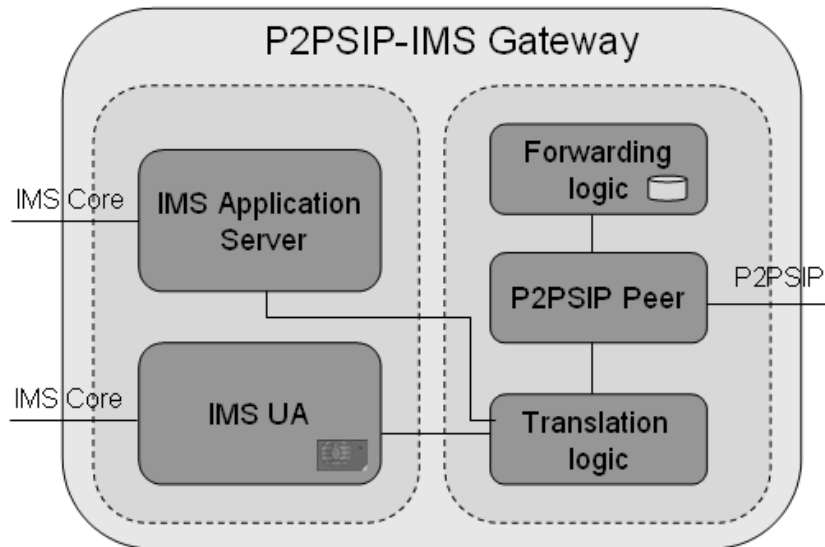 P2PSIP-IMS Gateway
IMS Core
IMS Application
Server
IMS Core
IMS UA
Forwarding
logic
P2PSIP Peer
P2PSIP
Translation
logic